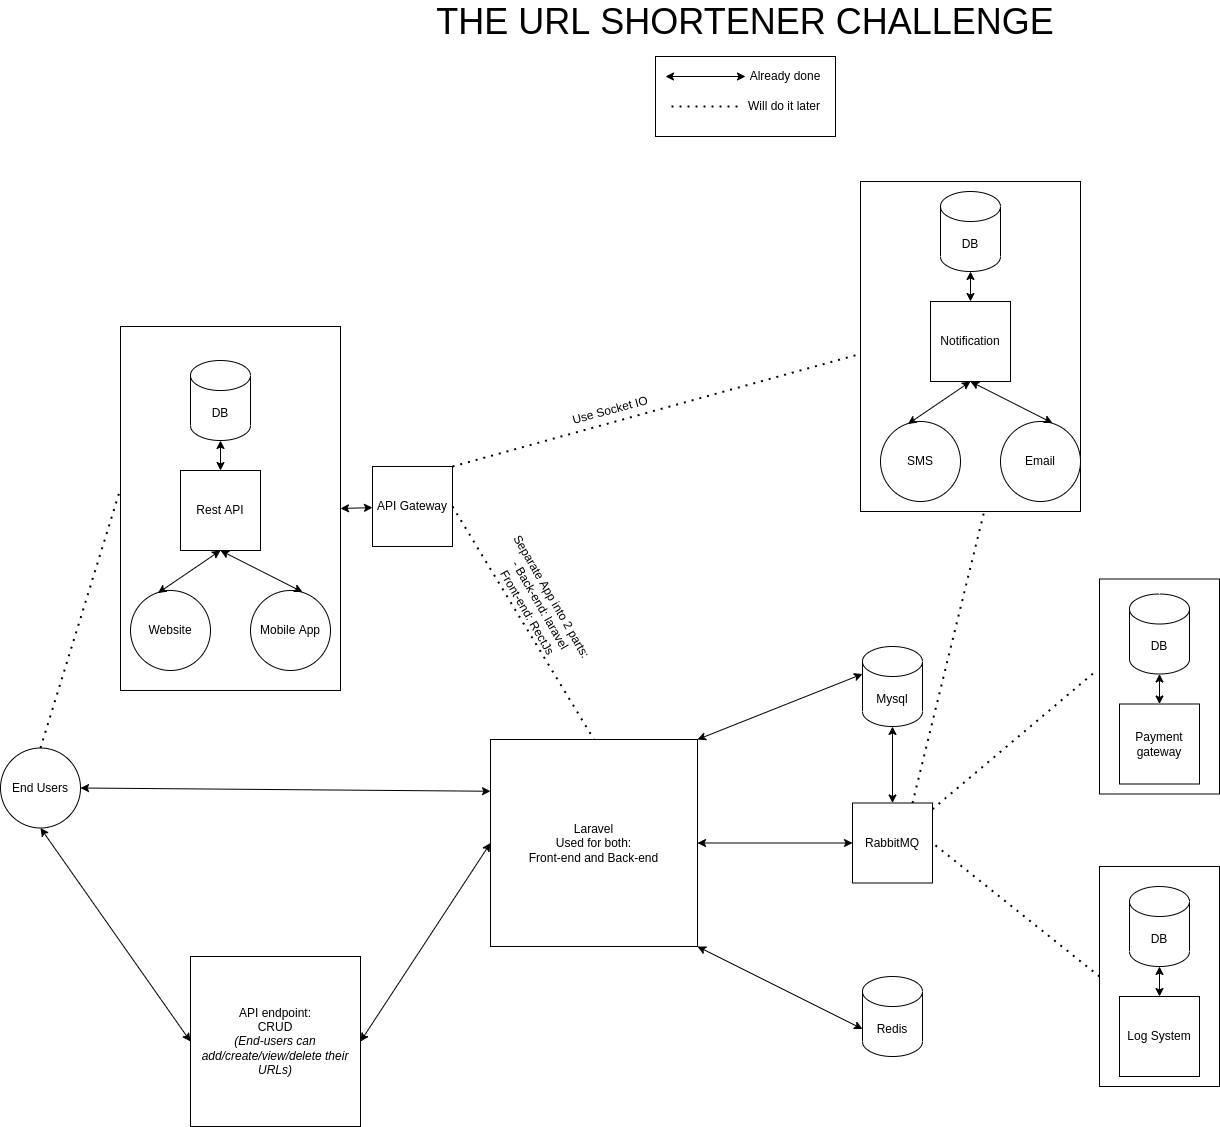 THE URL SHORTENER CHALLENGE
Already done
Will do it later
DB
Notification
SMS
Email
Use Socket IO
DB
Rest API
Website
Mobile App
API Gateway
Separate App into 2 parts:
- Back-end: laravel
Front-end: RectJs
End Users
Laravel
Used for both:
Front-end and Back-end
Mysql
RabbitMQ
Redis
DB
Payment
gateway
DB
Log System
API endpoint:
CRUD
(End-users can
add/create/view/delete their
URLs)